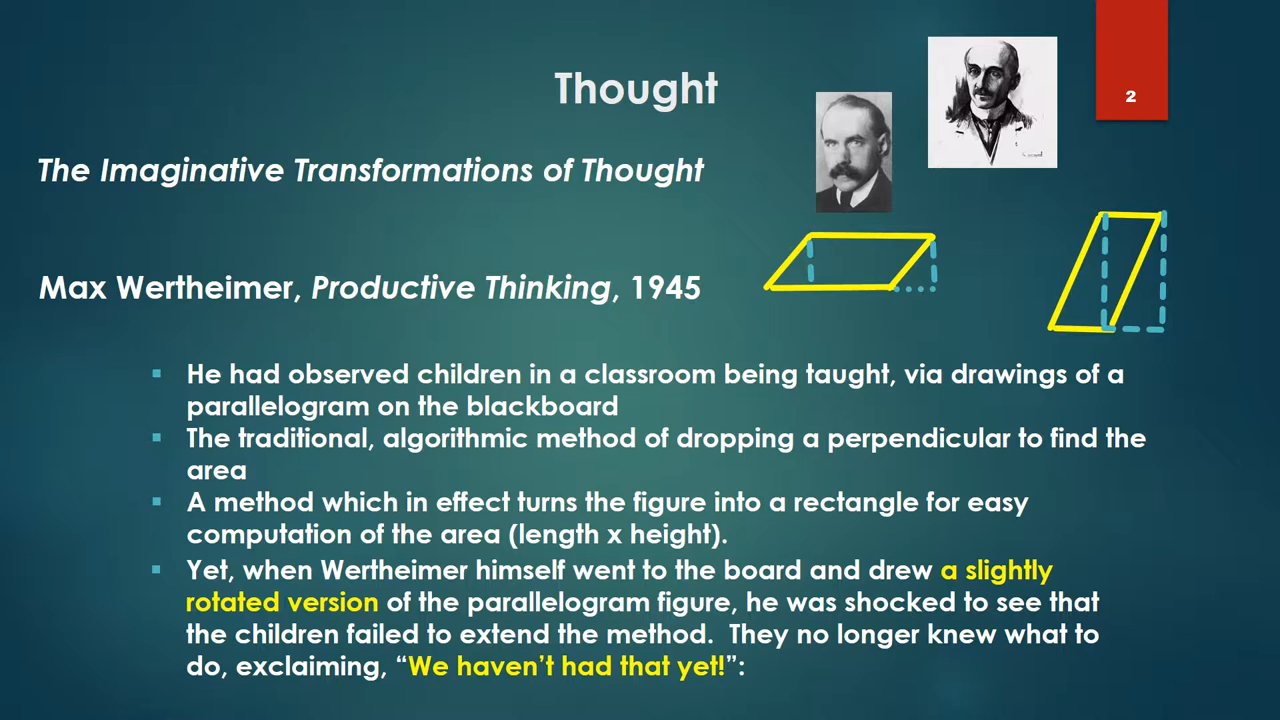 Thought
2
The Imaginative Transformations of Thought
Max Wertheimer, Productive Thinking, 1945
He had observed children in a classroom being taught, via drawings of a
parallelogram on the blackboard
The traditional, algorithmic method of dropping a perpendicular to find the
area
A method which in effect turns the figure into a rectangle for easy
computation of the area (length x height).
Yet, when Wertheimer himself went to the board and drew a slightly
rotated version of the parallelogram figure, he was shocked to see that
the children failed to extend the method.  They no longer knew what to
do, exclaiming, “We haven’t had that yet!”: